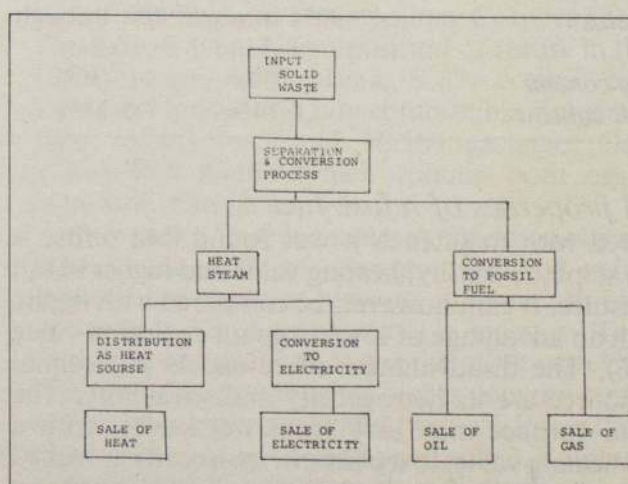 INPUT
SOLID
WASTE
SEPARATION
& CONVERSION
PROCESS
HEAT
STEAM
CONVERSION
TO FOSSIL
FUEL
DISTRIBUTION
AS HEAT
SOURSE
CONVERSION
TO
ELECTRICITY
SALE OF
HEAT
SALE OF
ELECTRICITY
SALE OF
OIL
SALE OF
GAS